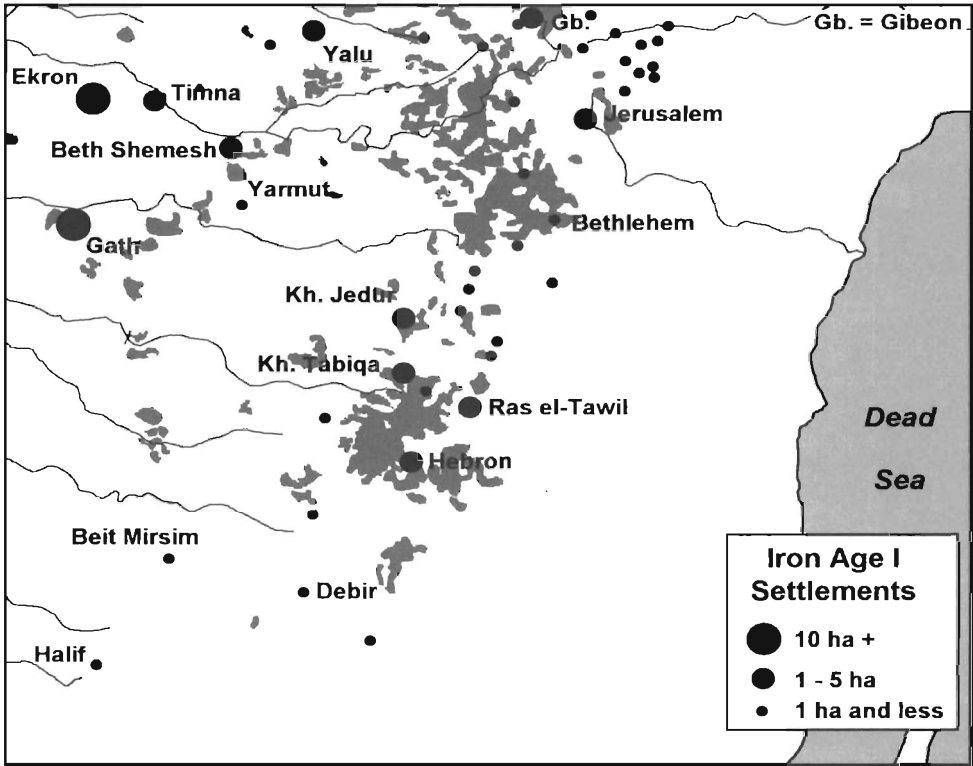 Gb.
Gb. = Gibeon
Yalu
Ekron
Timna
Jerusalem
Beth Shemesh
Yarmut
Bethlehem
Gath
Kh. Jedur
Kh. Tabiqa
Ras el-Tawil
Dead
Sea
Hebron
Beit Mirsim
Debir
Halif
Iron Age I
Settlements
10 ha +
1 - 5 ha
1 ha and less